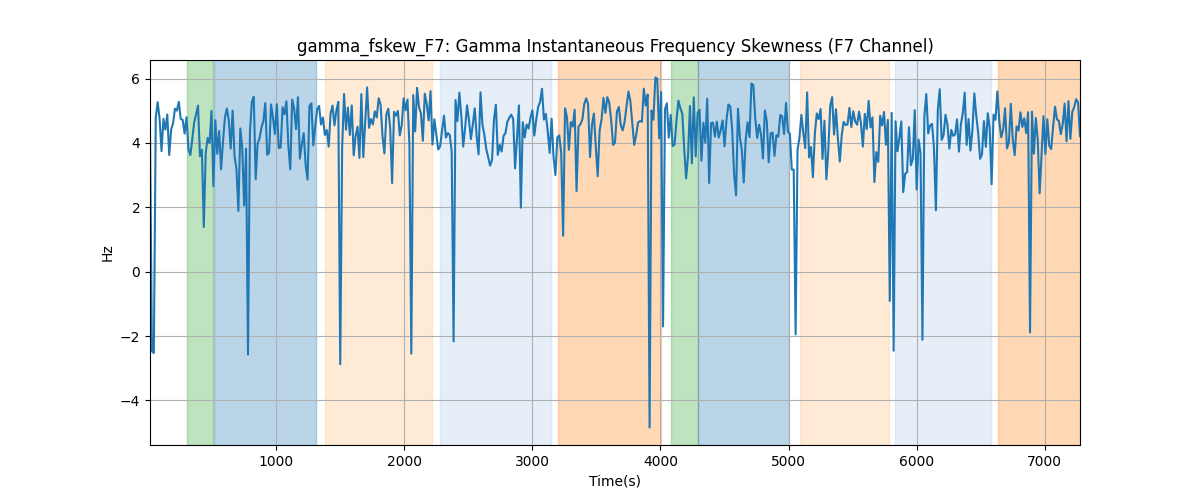 gamma_fskew_F7: Gamma Instantaneous Frequency Skewness (F7 Channel)
6
4
2
0
−2
−4
Hz
1000 2000 3000 4000 5000 6000 7000
Time(s)